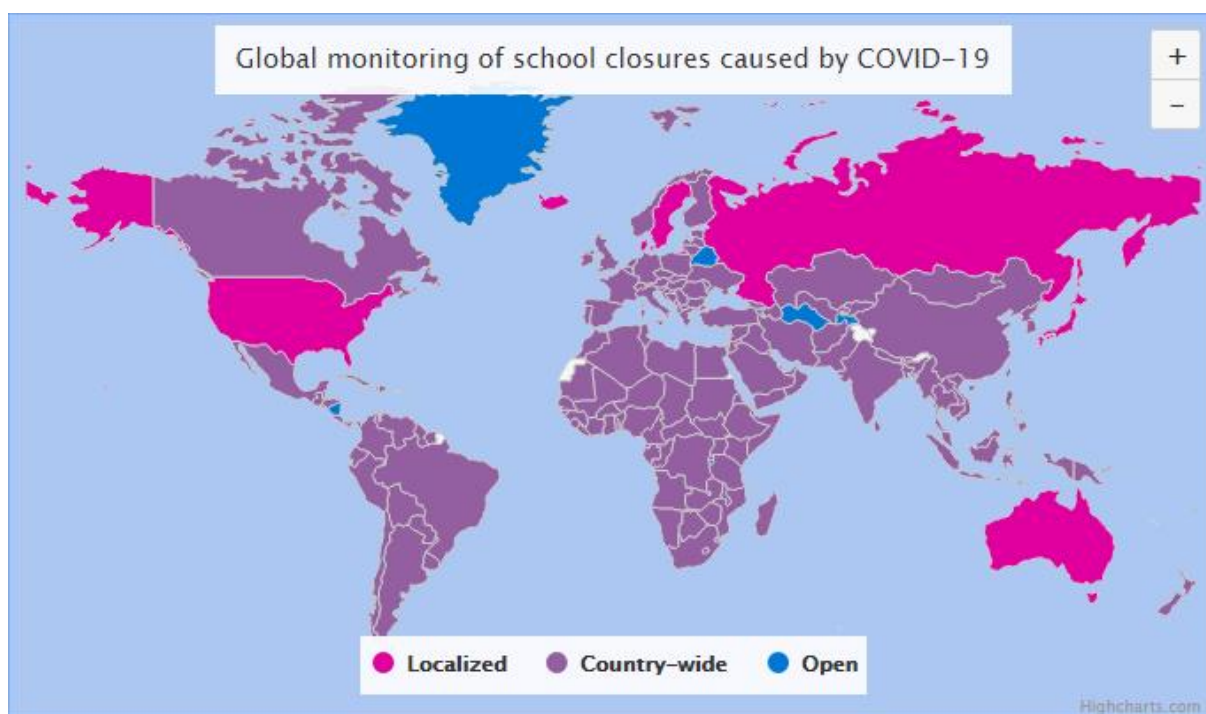 Global monitoring of school closures caused by COVID-19
+
-
Localized
Country-wide
Open
Highcharts.com